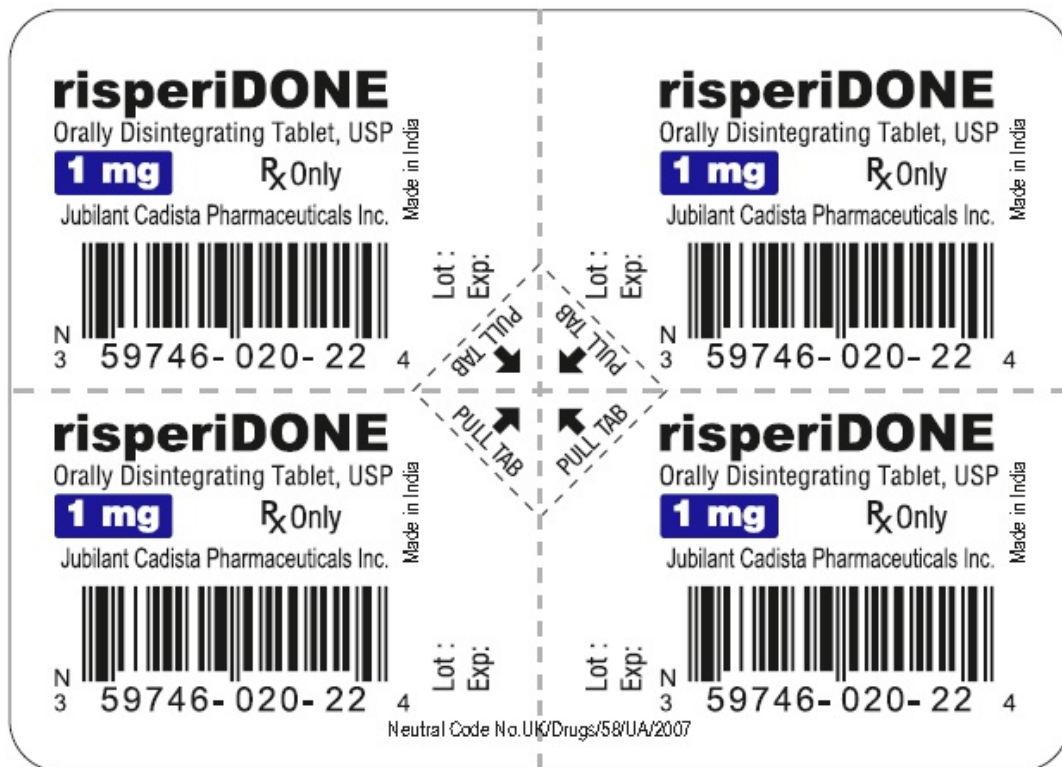 risperiDONE
Orally Disintegrating Tablet, USP
1 mg
Rx Only
Jubilant Cadista Pharmaceuticals Inc.
Made in India
N
3 59746-020-22 4
Lot :
Exp:
PULL TAB
risperiDONE
Orally Disintegrating Tablet, USP
1 mg
Rx Only
Jubilant Cadista Pharmaceuticals Inc.
Made in India
N
3 59746-020-22 4
Lot :
Exp:
PULL TAB
risperiDONE
Orally Disintegrating Tablet, USP
1 mg
Rx Only
Jubilant Cadista Pharmaceuticals Inc.
Made in India
N
3 59746-020-22 4
Lot :
Exp:
PULL TAB
risperiDONE
Orally Disintegrating Tablet, USP
1 mg
Rx Only
Jubilant Cadista Pharmaceuticals Inc.
Made in India
N
3 59746-020-22 4
Lot :
Exp:
PULL TAB
Neutral Code No.UK/Drugs/58/UA/2007